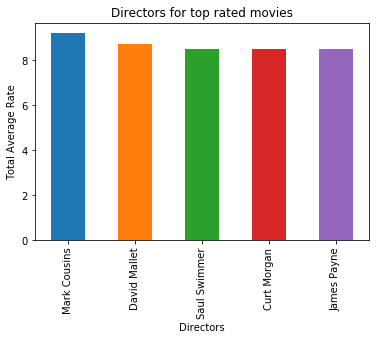 Directors for top rated movies
Total Average Rate
8
6
4
2
0
Mark Cousins
David Mallet
Saul Swimmer
Curt Morgan
James Payne
Directors